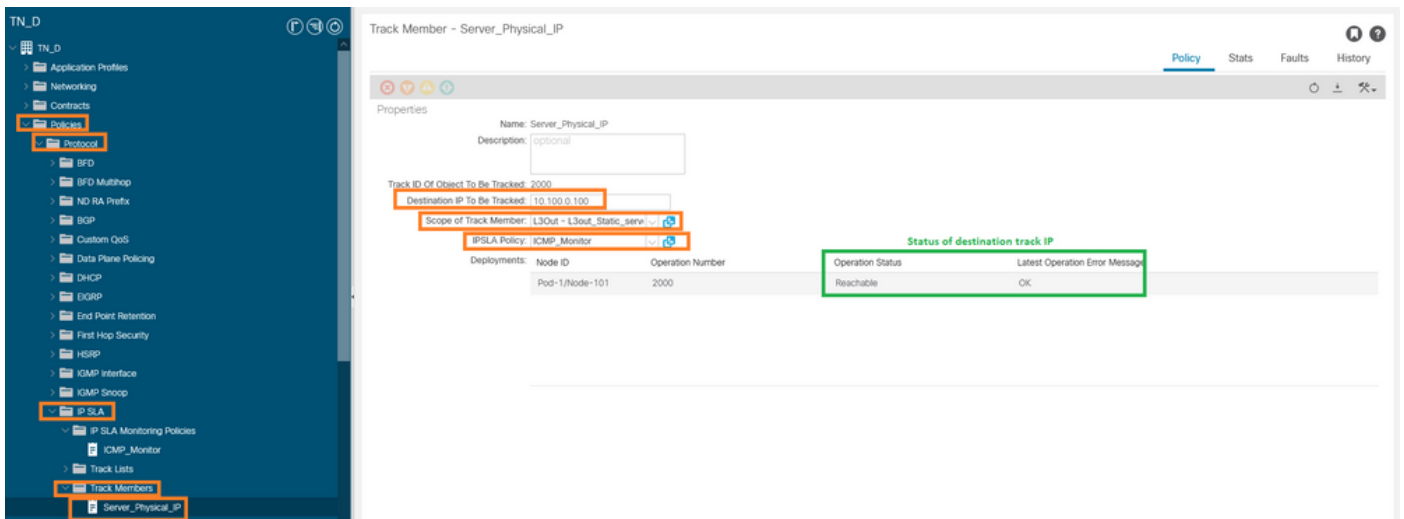 TN_D
TN_D
Application Profiles
Networking
Contracts
Policies
Protocol
BFD
BFD Multihop
ND RA Prefix
BGP
Custom QoS
Data Plane Policing
DHCP
EIGRP
End Point Retention
First Hop Security
HSRP
IGMP Interface
IGMP Snoop
IP SLA
IP SLA Monitoring Policies
ICMP_Monitor
Track Lists
Track Members
Server_Physical_IP
Track Member - Server_Physical_IP
Policy Stats Faults History
Properties
Name: Server_Physical_IP
Description: optional
Track ID Of Object To Be Tracked: 2000
Destination IP To Be Tracked: 10.100.0.100
Scope of Track Member: L3Out - L3out_Static_serve
IPSLA Policy: ICMP_Monitor
Status of destination track IP
Deployments: Node ID Operation Number Operation Status Latest Operation Error Message
Pod-1/Node-101 2000 Reachable OK